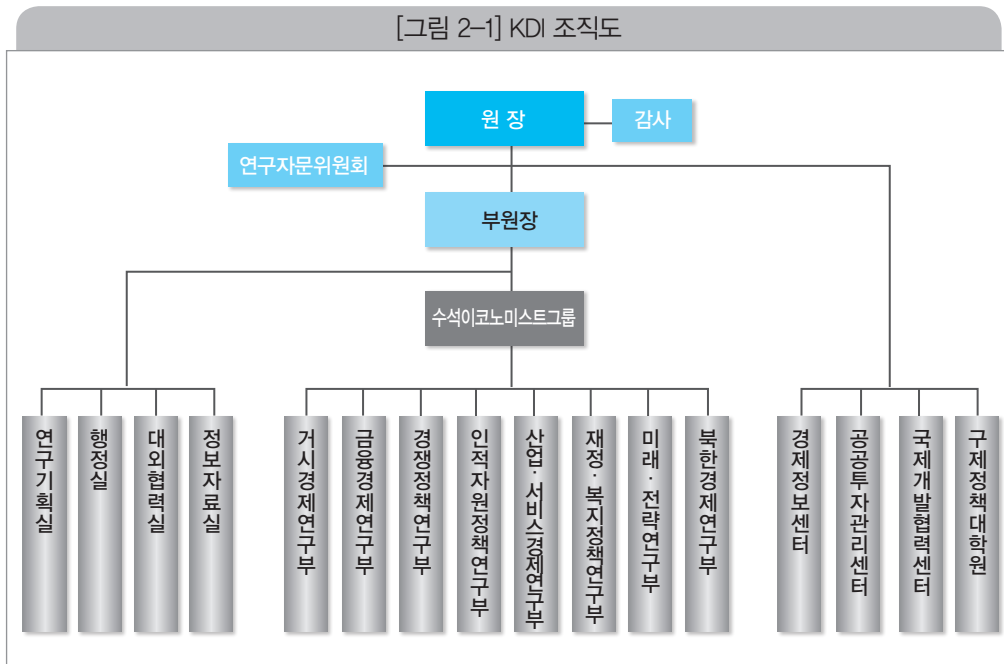 [그림 2-1] KDI 조직도
원 장
감사
연구자문위원회
부원장
수석이코노미스트그룹
연구기획실
행정실
대외협력실
정보자료실
거시경제연구부
금융경제연구부
경쟁정책연구부
인적자원정책연구부
산업·서비스경제연구부
재정·복지정책연구부
미래·전략연구부
북한경제연구부
경제정보센터
공공투자관리센터
국제개발협력센터
구제정책대학원